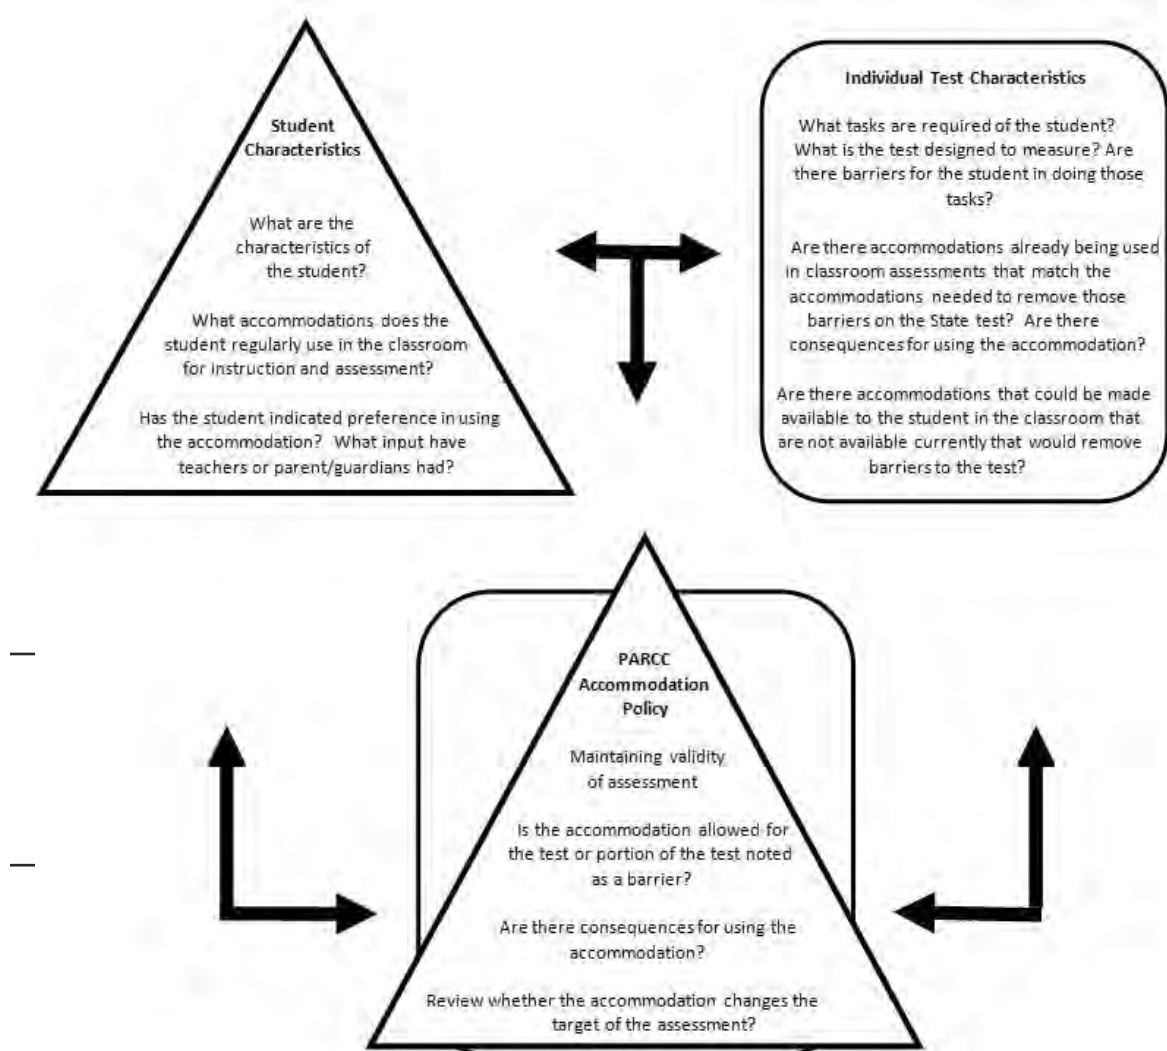 Student
Characteristics
What are the
characteristics of
the student?
What accommodations does the
student regularly use in the classroom
for instruction and assessment?
Has the student indicated preference in using
the accommodation? What input have
teachers or parent/guardians had?
Individual Test Characteristics
What tasks are required of the student?
What is the test designed to measure? Are
there barriers for the student in doing those
tasks?
Are there accommodations already being used
in classroom assessments that match the
accommodations needed to remove those
barriers on the State test? Are there
consequences for using the accommodation?
Are there accommodations that could be made
available to the student in the classroom that
are not available currently that would remove
barriers to the test?
PARCC
Accommodation
Policy
Maintaining validity
of assessment
Is the accommodation allowed for
the test or portion of the test noted
as a barrier?
Are there consequences for using the
accommodation?
Review whether the accommodation changes the
target of the assessment?